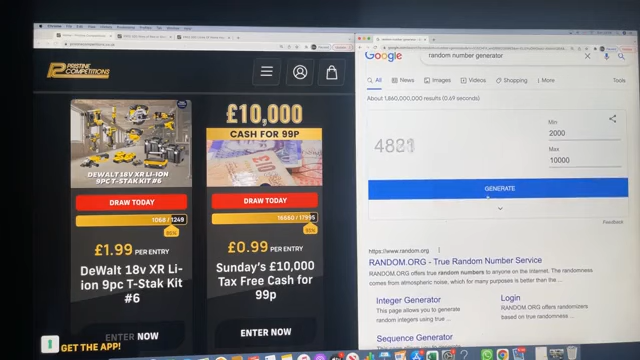 PRISTINE
COMPETITIONS
DEWALT 18V XR LI-ION
9PC T-STAK KIT #6
DRAW TODAY
1068 / 1249
£1.99 PER ENTRY
DeWalt 18v XR Li-
ion 9pc T-Stak Kit
#6
ENTER NOW
GET THE APP!
£10,000
CASH FOR 99P
DRAW TODAY
16660 / 17995
£0.99 PER ENTRY
Sunday's £10,000
Tax Free Cash for
99p
ENTER NOW
Google
random number generator
All
News
Images
Videos
Shopping
More
Tools
About 1,860,000,000 results (0.69 seconds)
Min
2000
Max
10000
GENERATE
Feedback
https://www.random.org
RANDOM.ORG - True Random Number Service
RANDOM.ORG offers true random numbers to anyone on the internet. The randomness
comes from atmospheric noise, which for many purposes is better than the ...
Integer Generator
This page allows you to
generate random integers using true ...
Login
RANDOM.ORG offers randomizers
based on true randomness ...
Sequence Generator